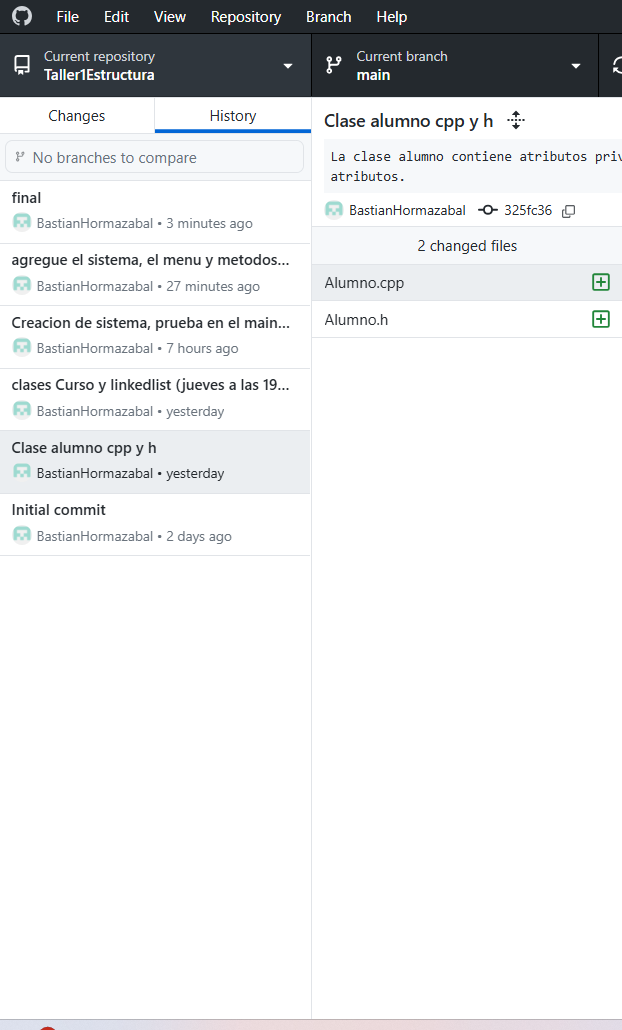 File Edit View Repository Branch Help
Current repository
Taller1Estructura
Current branch
main
Changes
History
No branches to compare
final
BastianHormazabal • 3 minutes ago
agregue el sistema, el menu y metodos...
BastianHormazabal • 27 minutes ago
Creacion de sistema, prueba en el main...
BastianHormazabal • 7 hours ago
clases Curso y linkedlist (jueves a las 19...
BastianHormazabal • yesterday
Clase alumno cpp y h
BastianHormazabal • yesterday
Initial commit
BastianHormazabal • 2 days ago
Clase alumno cpp y h
La clase alumno contiene atributos priv
atributos.
BastianHormazabal 325fc36
2 changed files
Alumno.cpp
Alumno.h